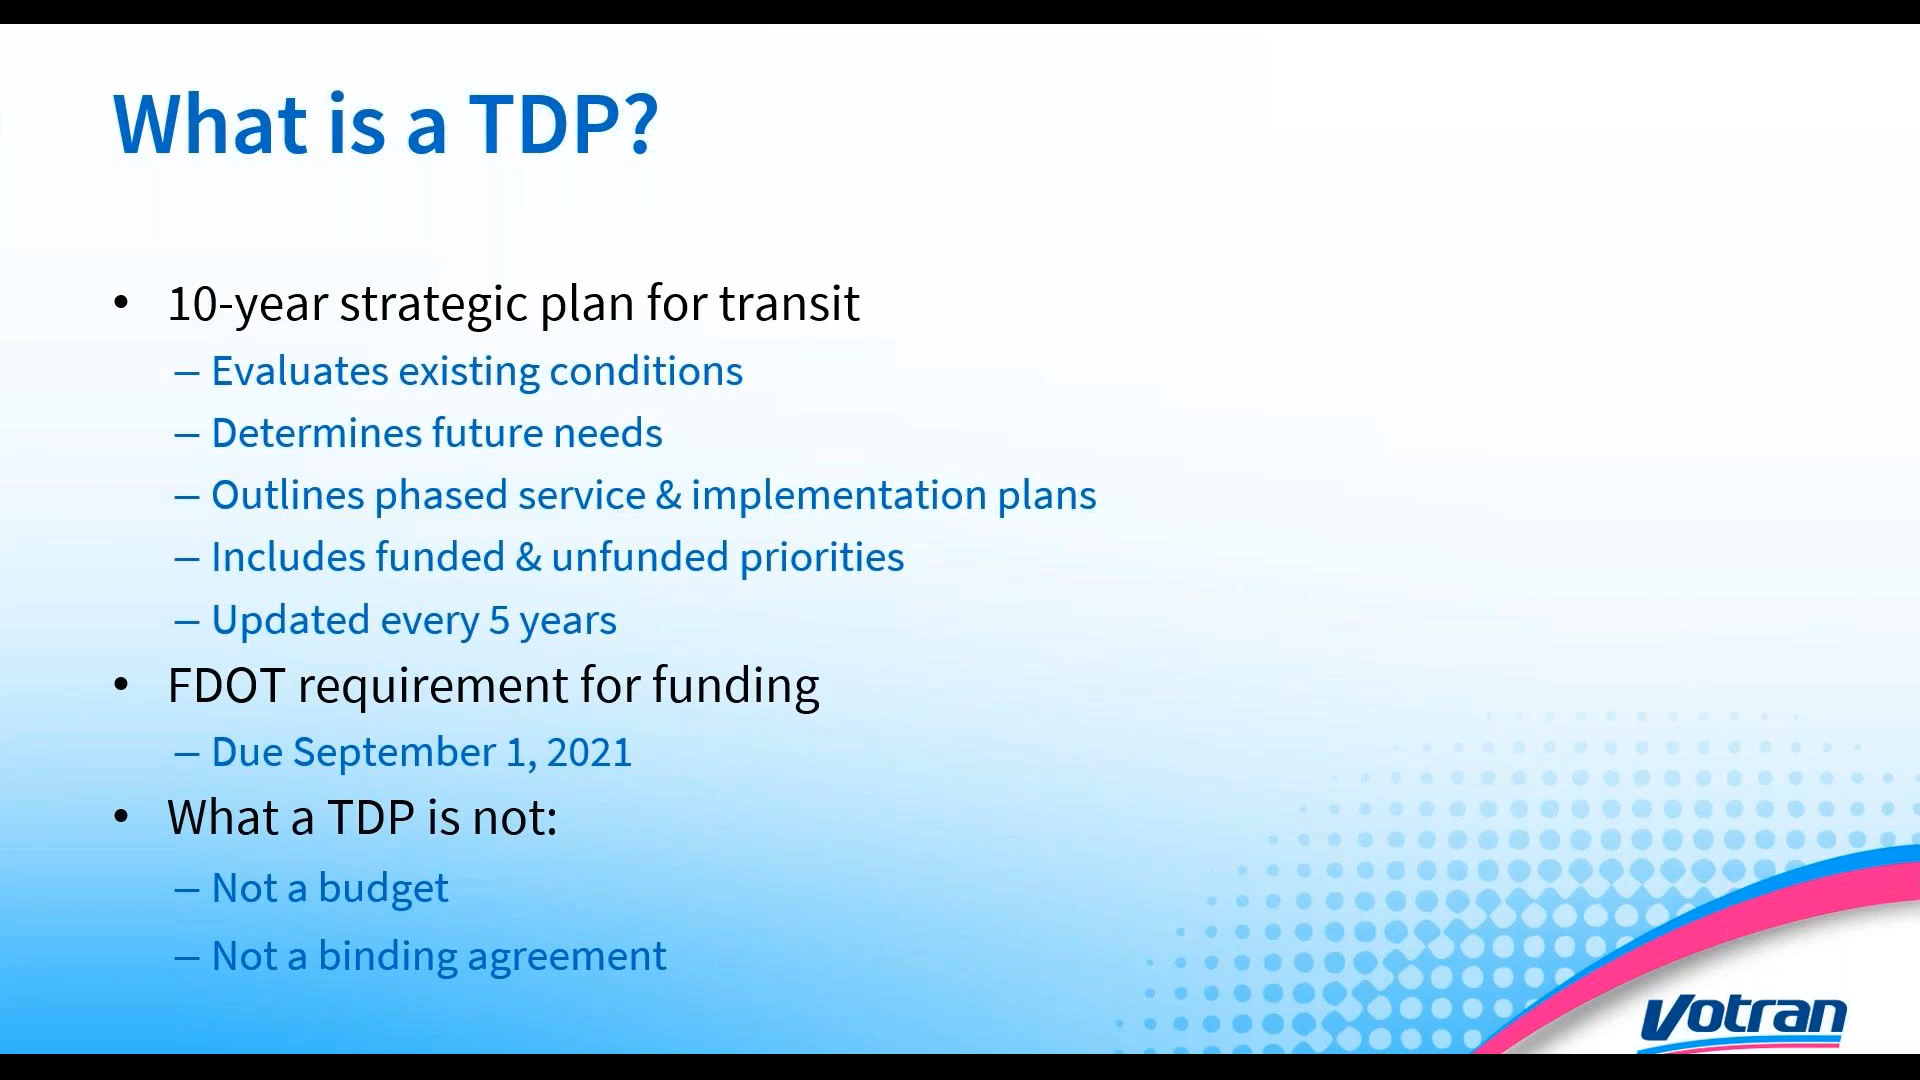 What is a TDP?
• 10-year strategic plan for transit
– Evaluates existing conditions
– Determines future needs
– Outlines phased service & implementation plans
– Includes funded & unfunded priorities
– Updated every 5 years
• FDOT requirement for funding
– Due September 1, 2021
• What a TDP is not:
– Not a budget
– Not a binding agreement
Votran